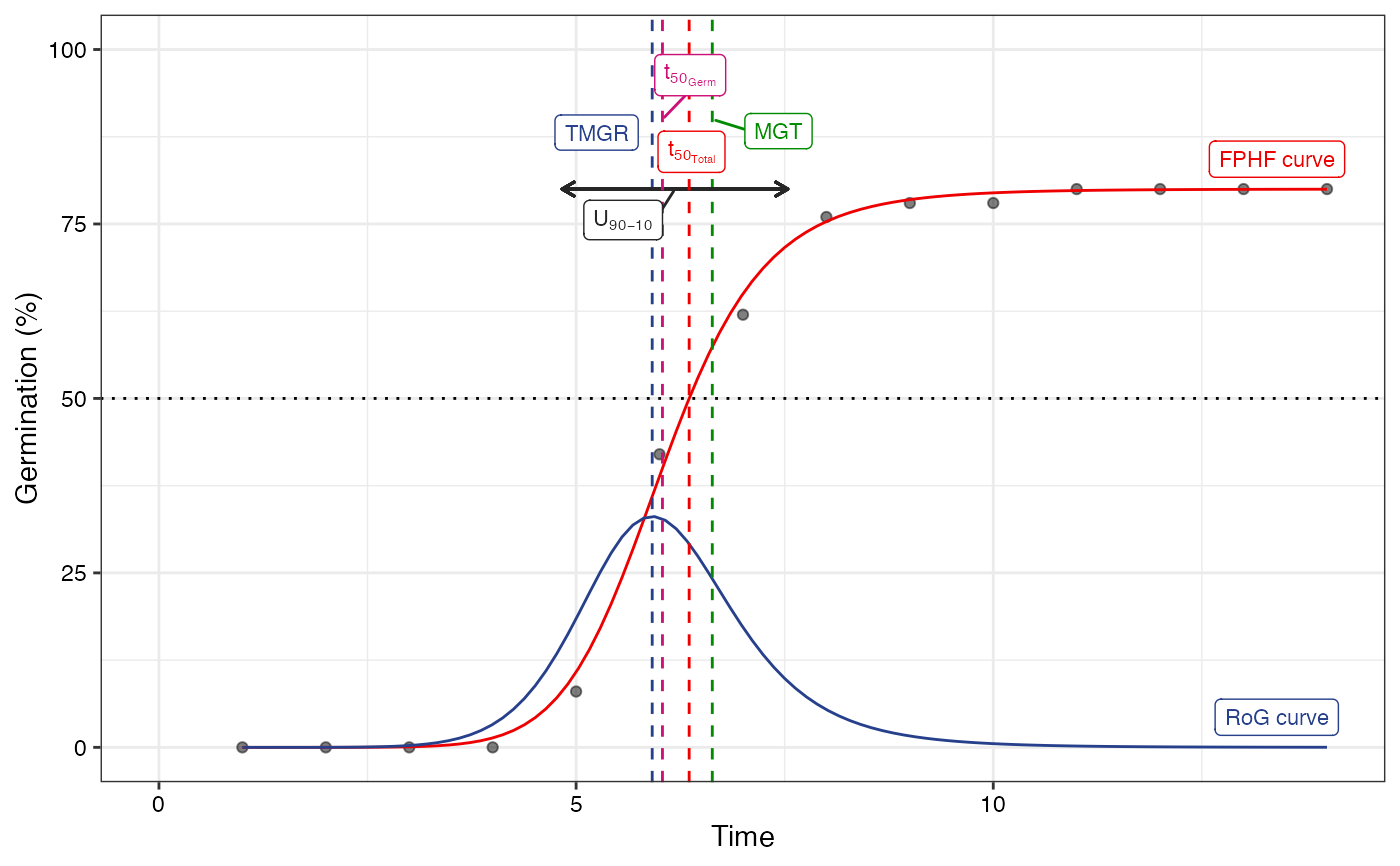 100
75
50
25
0
0
5
10
Time
Germination (%)
t50Germ
TMGR
MGT
t50Total
U90−10
FPHF curve
RoG curve